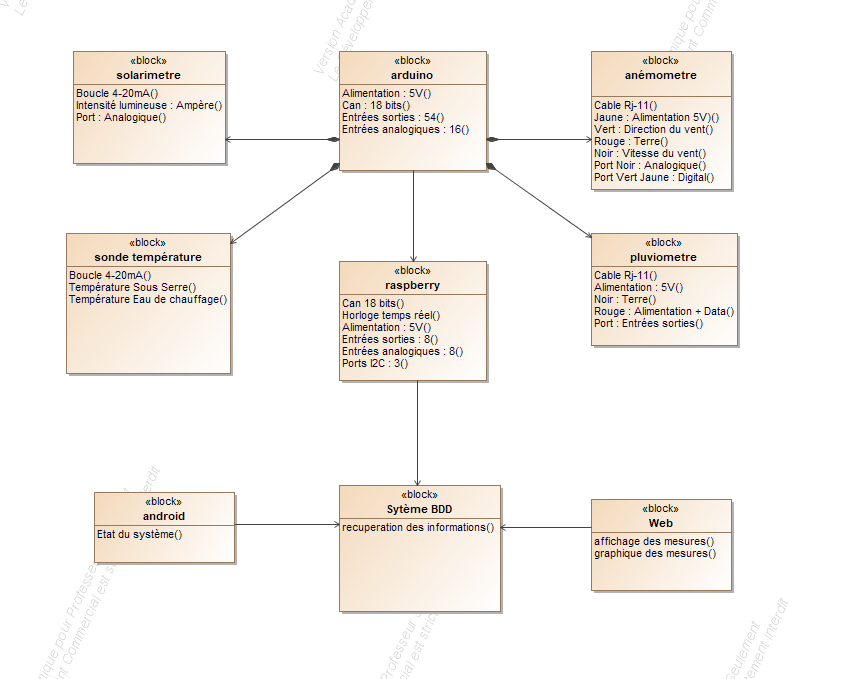 «block»
solarimetre
Boucle 4-20mA()
Intensité lumineuse : Ampère()
Port : Analogique()
«block»
arduino
Alimentation : 5V()
Can : 18 bits()
Entrées sorties : 54()
Entrées analogiques : 16()
«block»
anémometre
Cable Rj-11()
Jaune : Alimentation 5V)()
Vert : Direction du vent()
Rouge : Terre()
Noir : Vitesse du vent()
Port Noir : Analogique()
Port Vert Jaune : Digital()
«block»
sonde température
Boucle 4-20mA()
Température Sous Serre()
Température Eau de chauffage()
«block»
raspberry
Can 18 bits()
Horloge temps réel()
Alimentation : 5V()
Entrées sorties : 8()
Entrées analogiques : 8()
Ports I2C : 3()
«block»
pluviometre
Cable Rj-11()
Alimentation : 5V()
Noir : Terre()
Rouge : Alimentation + Data()
Port : Entrées sorties()
«block»
android
Etat du système()
«block»
Sytème BDD
recuperation des informations()
«block»
Web
affichage des mesures()
graphique des mesures()